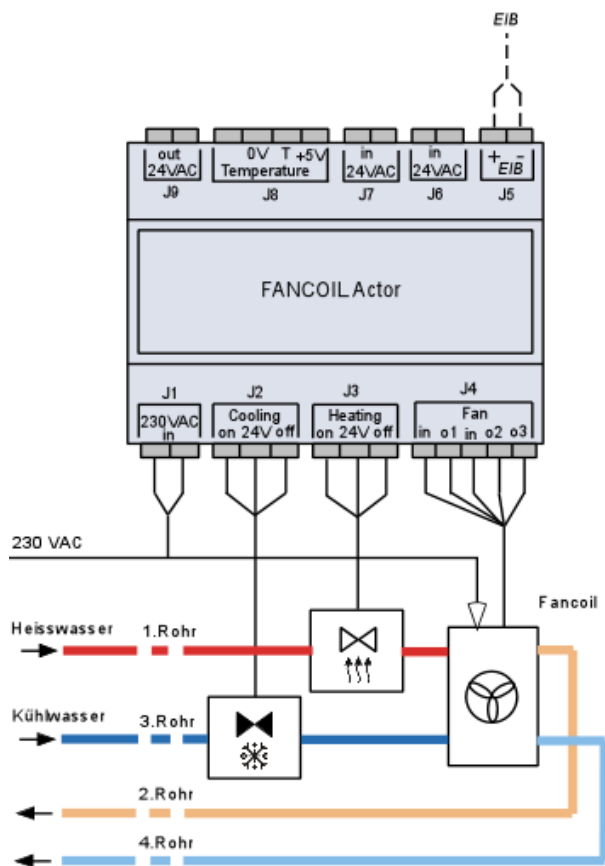 EIB
out
24VAC
J9
0V T +5V
Temperature
J8
in
24VAC
J7
in
24VAC
J6
+ -
EIB
J5
FANCOIL Actor
J1
230VAC
in
J2
Cooling
on 24V off
J3
Heating
on 24V off
J4
Fan
in o1 in o2 o3
230 VAC
Fancoil
Heisswasser
1.Rohr
Kühlwasser
3.Rohr
2.Rohr
4.Rohr